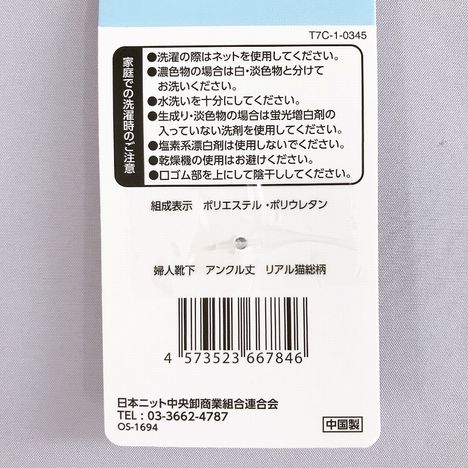 T7C-1-0345
家庭での洗濯時のご注意
●洗濯の際はネットを使用してください。
●濃色物の場合は白・淡色物と分けて
お洗いください。
●水洗いを十分にしてください。
●生成り・淡色物の場合は蛍光増白剤の
入っていない洗剤を使用してください。
●塩素系漂白剤は使用しないでください。
●乾燥機の使用はお避けください。
●口ゴム部を上にして陰干ししてください。
組成表示 ポリエステル・ポリウレタン
婦人靴下 アンクル丈 リアル猫総柄
4 573523 667846
日本ニット中央卸商業組合連合会
TEL : 03-3662-4787
OS-1694
中国製